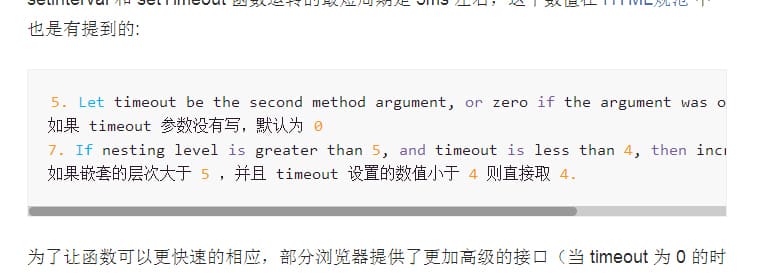 setInterval 和 setTimeout 函数运转的最短周期是 5ms 左右，这个数值在 HTML规范 中
也是有提到的:
5. Let timeout be the second method argument, or zero if the argument was o
如果 timeout 参数没有写，默认为 0
7. If nesting level is greater than 5, and timeout is less than 4, then incr
如果嵌套的层次大于 5 ，并且 timeout 设置的数值小于 4 则直接取 4.
为了让函数可以更快速的相应，部分浏览器提供了更加高级的接口（当 timeout 为 0 的时